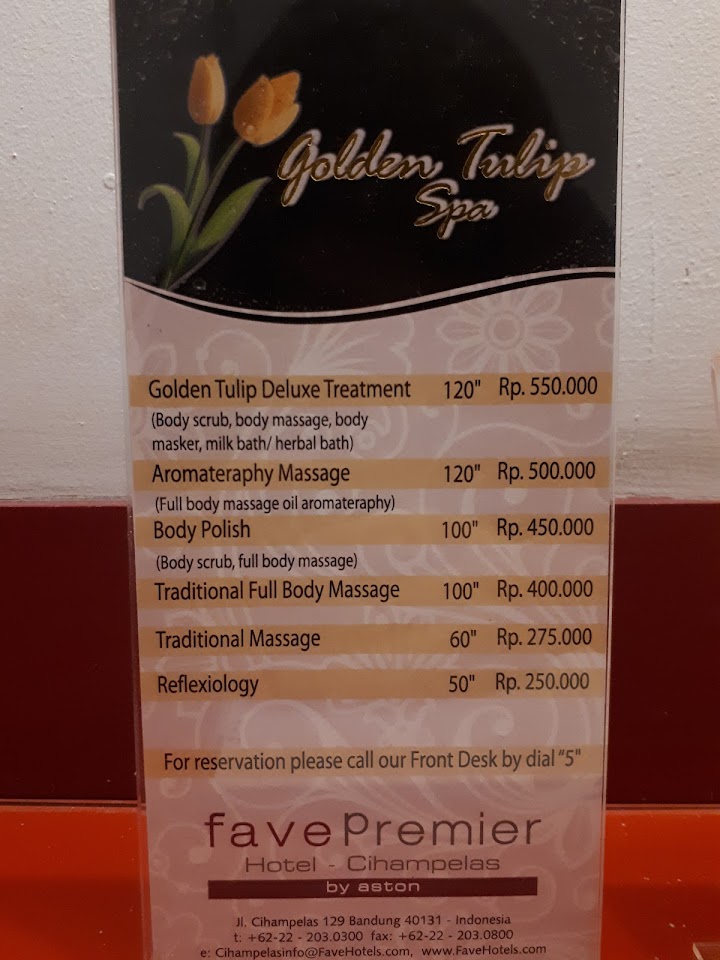 Golden Tulip
Spa
Golden Tulip Deluxe Treatment 120" Rp. 550.000
(Body scrub, body massage, body
masker, milk bath/ herbal bath)
Aromateraphy Massage 120" Rp. 500.000
(Full body massage oil aromateraphy)
Body Polish 100" Rp. 450.000
(Body scrub, full body massage)
Traditional Full Body Massage 100" Rp. 400.000
Traditional Massage 60" Rp. 275.000
Reflexiology 50" Rp. 250.000
For reservation please call our Front Desk by dial "5"
favepremier
Hotel - Cihampelas
by aston
Jl. Cihampelas 129 Bandung 40131 - Indonesia
t: +62-22 - 203.0300 fax: +62-22 - 203.0800
e: Cihampelasinfo@FaveHotels.com, www.FaveHotels.com